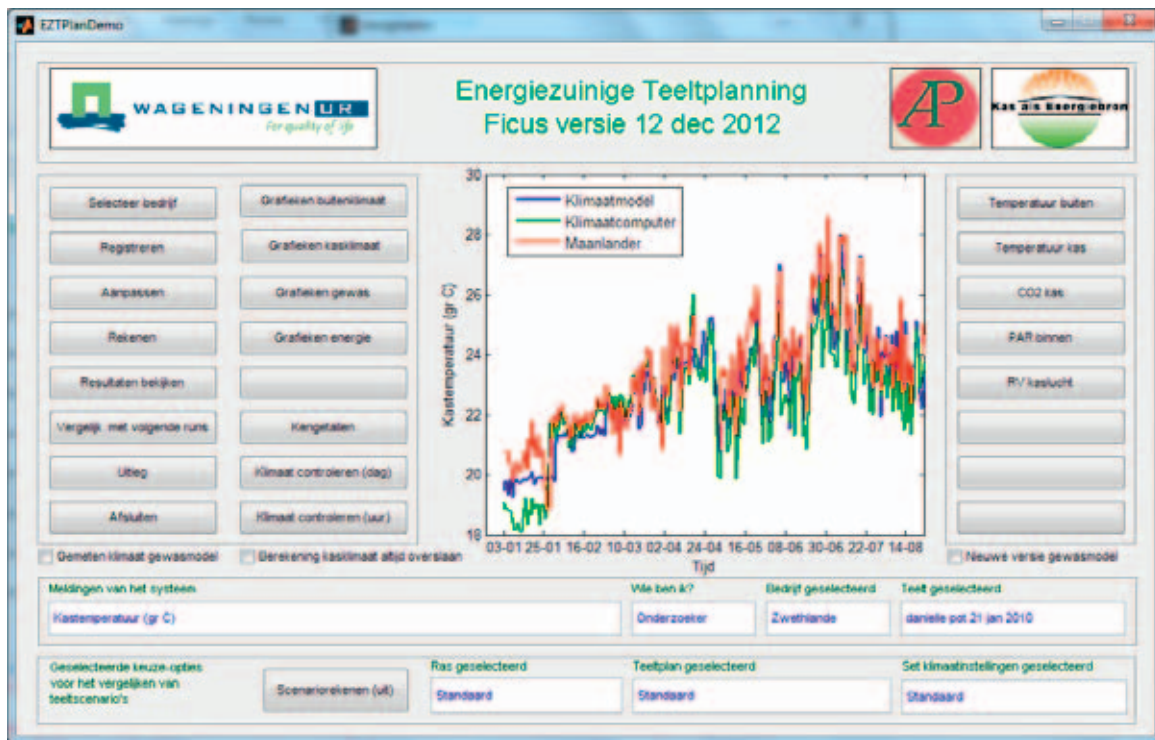 EZTPlanDemo
WAGENINGEN UR
For quality of life
Energiezuinige Teeltplanning
Ficus versie 12 dec 2012
AP
Kas als Energiebron
Selecteer bedrijf
Registreren
Aanpassen
Rekenen
Resultaten bekijken
Vergelijk met volgende runs
Uitleg
Afsluiten
Grafieken buitenklimaat
Grafieken kasklimaat
Grafieken gewas
Grafieken energie
Kengetallen
Klimaat controleren (dag)
Klimaat controleren (uur)
Kastemperatuur (gr C)
30
28
26
24
22
20
18
Klimaatmodel
Klimaatcomputer
Maanlander
03-01 25-01 16-02 10-03 02-04 24-04 16-05 08-06 30-06 22-07 14-08
Tijd
Temperatuur buiten
Temperatuur kas
CO2 kas
PAR binnen
RV kaslucht
Gemeten klimaat gewasmodel
Berekening kasklimaat altijd overslaan
Nieuwe versie gewasmodel
Meldingen van het systeem
Kastemperatuur (gr C)
Wie ben ik?
Onderzoeker
Bedrijf geselecteerd
Zwethlande
Teelt geselecteerd
danielle pot 21 jan 2010
Geselecteerde keuze-opties
voor het vergelijken van
teeltscenario's
Scenariorekenen (uit)
Ras geselecteerd
Standaard
Teeltplan geselecteerd
Standaard
Set klimaatinstellingen geselecteerd
Standaard